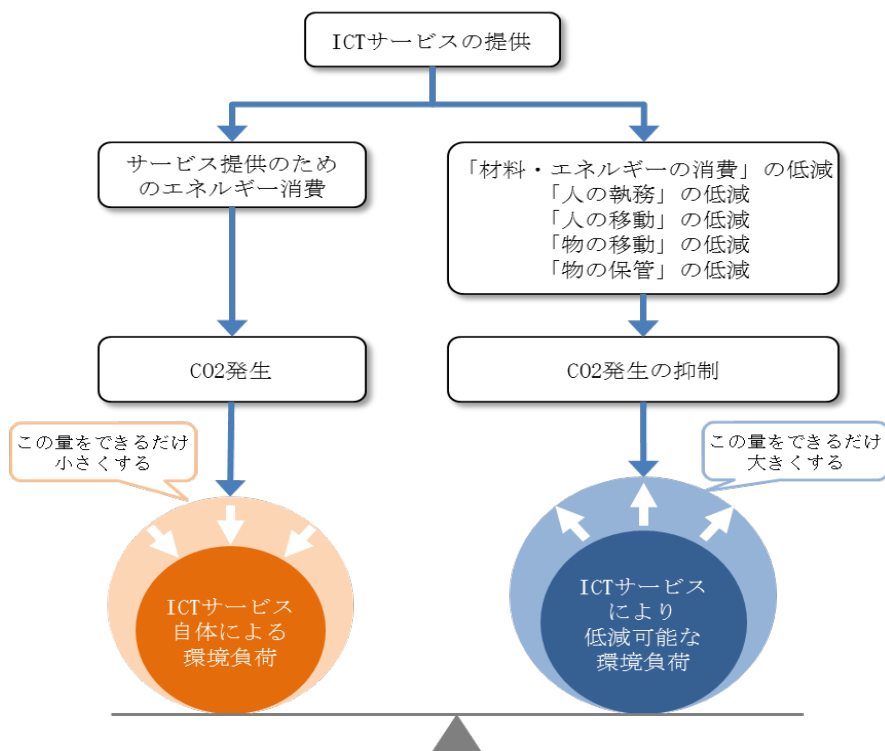 ICTサービスの提供
サービス提供のため
のエネルギー消費
「材料・エネルギーの消費」の低減
「人の執務」の低減
「人の移動」の低減
「物の移動」の低減
「物の保管」の低減
CO2発生
CO2発生の抑制
この量をできるだけ
小さくする
この量をできるだけ
大きくする
ICTサービス
自体による
環境負荷
ICTサービス
により
低減可能な
環境負荷